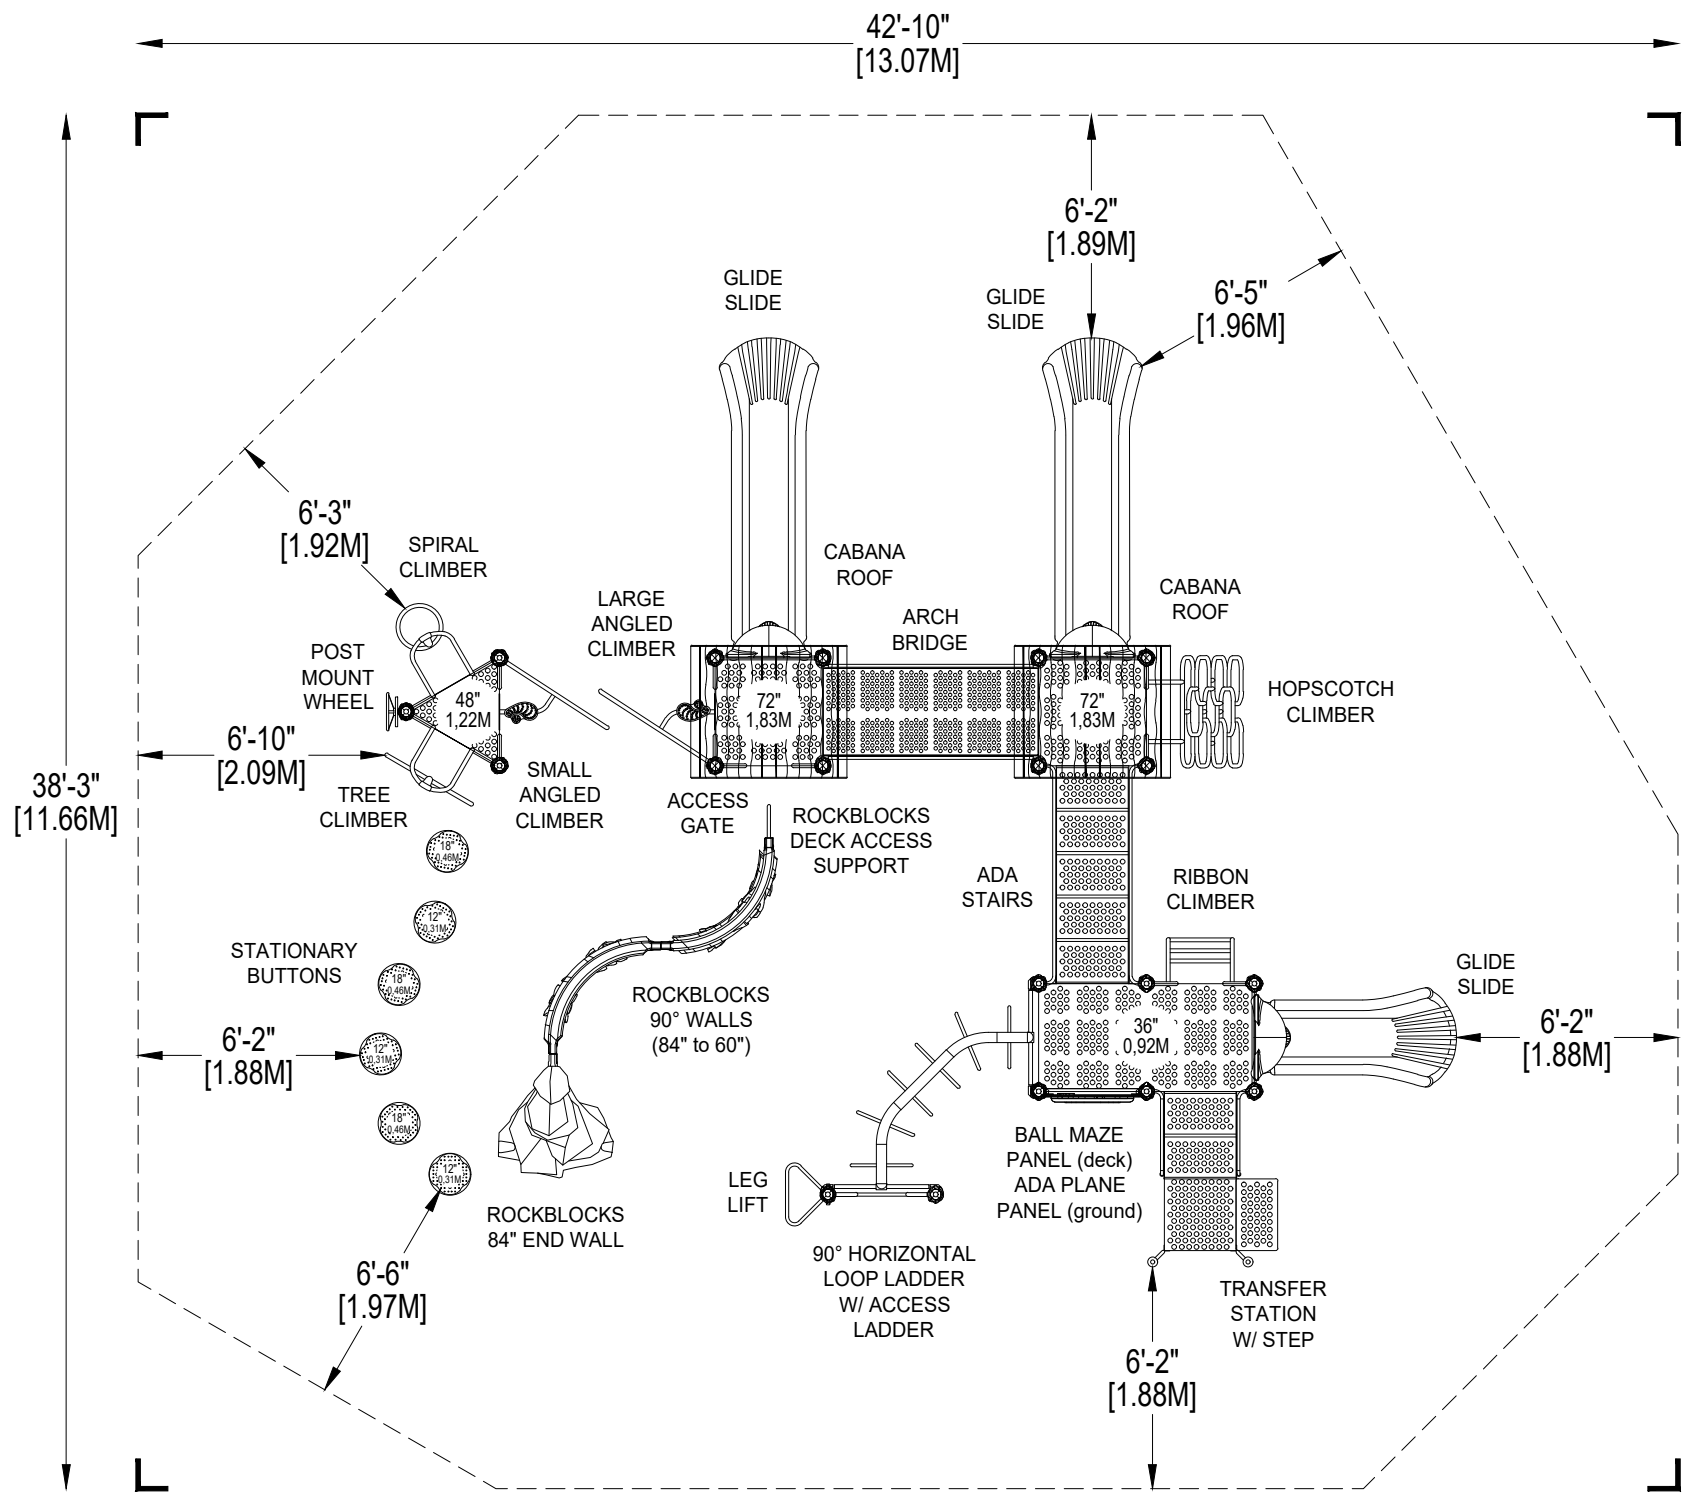 42'-10"
[13.07M]
6'-2"
[1.89M]
6'-5"
[1.96M]
GLIDE
SLIDE
GLIDE
SLIDE
6'-3"
[1.92M]
SPIRAL
CLIMBER
CABANA
ROOF
CABANA
ROOF
LARGE
ANGLED
CLIMBER
ARCH
BRIDGE
POST
MOUNT
WHEEL
48"
1,22M
72"
1,83M
72"
1,83M
HOPSCOTCH
CLIMBER
6'-10"
[2.09M]
38'-3"
[11.66M]
TREE
CLIMBER
SMALL
ANGLED
CLIMBER
ACCESS
GATE
ROCKBLOCKS
DECK ACCESS
SUPPORT
18"
0,46M
12"
0,31M
18"
0,46M
12"
0,31M
18"
0,46M
12"
0,31M
STATIONARY
BUTTONS
ADA
STAIRS
RIBBON
CLIMBER
GLIDE
SLIDE
ROCKBLOCKS
90° WALLS
(84" to 60")
36"
0,92M
6'-2"
[1.88M]
6'-2"
[1.88M]
BALL MAZE
PANEL (deck)
ADA PLANE
PANEL (ground)
LEG
LIFT
ROCKBLOCKS
84" END WALL
90° HORIZONTAL
LOOP LADDER
W/ ACCESS
LADDER
6'-6"
[1.97M]
TRANSFER
STATION
W/ STEP
6'-2"
[1.88M]